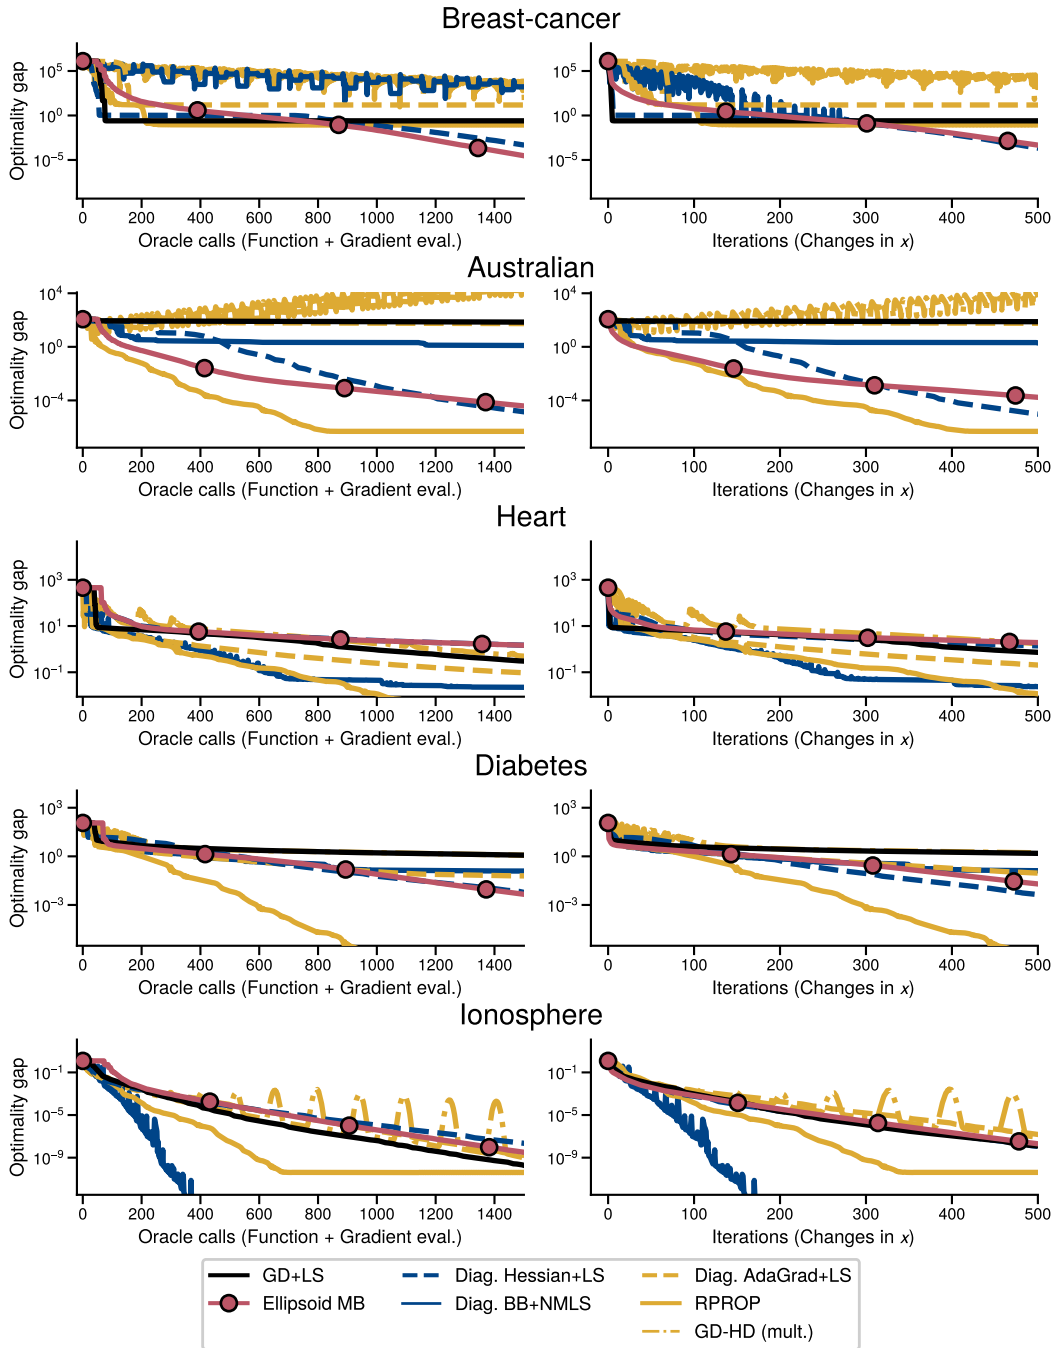 Breast-cancer
Optimality gap
10^5
10^0
10^−5
0 200 400 600 800 1000 1200 1400
Oracle calls (Function + Gradient eval.)
10^5
10^0
10^−5
0 100 200 300 400 500
Iterations (Changes in x)
Australian
Optimality gap
10^4
10^0
10^−4
0 200 400 600 800 1000 1200 1400
Oracle calls (Function + Gradient eval.)
0 100 200 300 400 500
Iterations (Changes in x)
10^4
10^0
10^−4
Heart
Optimality gap
10^3
10^1
10^−1
0 200 400 600 800 1000 1200 1400
Oracle calls (Function + Gradient eval.)
10^3
10^1
10^−1
0 100 200 300 400 500
Iterations (Changes in x)
Diabetes
Optimality gap
10^3
10^0
10^−3
0 200 400 600 800 1000 1200 1400
Oracle calls (Function + Gradient eval.)
10^3
10^0
10^−3
0 100 200 300 400 500
Iterations (Changes in x)
Ionosphere
Optimality gap
10^−1
10^−5
10^−9
0 200 400 600 800 1000 1200 1400
Oracle calls (Function + Gradient eval.)
10^−1
10^−5
10^−9
0 100 200 300 400 500
Iterations (Changes in x)
GD+LS
Ellipsoid MB
Diag. Hessian+LS
Diag. BB+NMLS
Diag. AdaGrad+LS
RPROP
GD-HD (mult.)